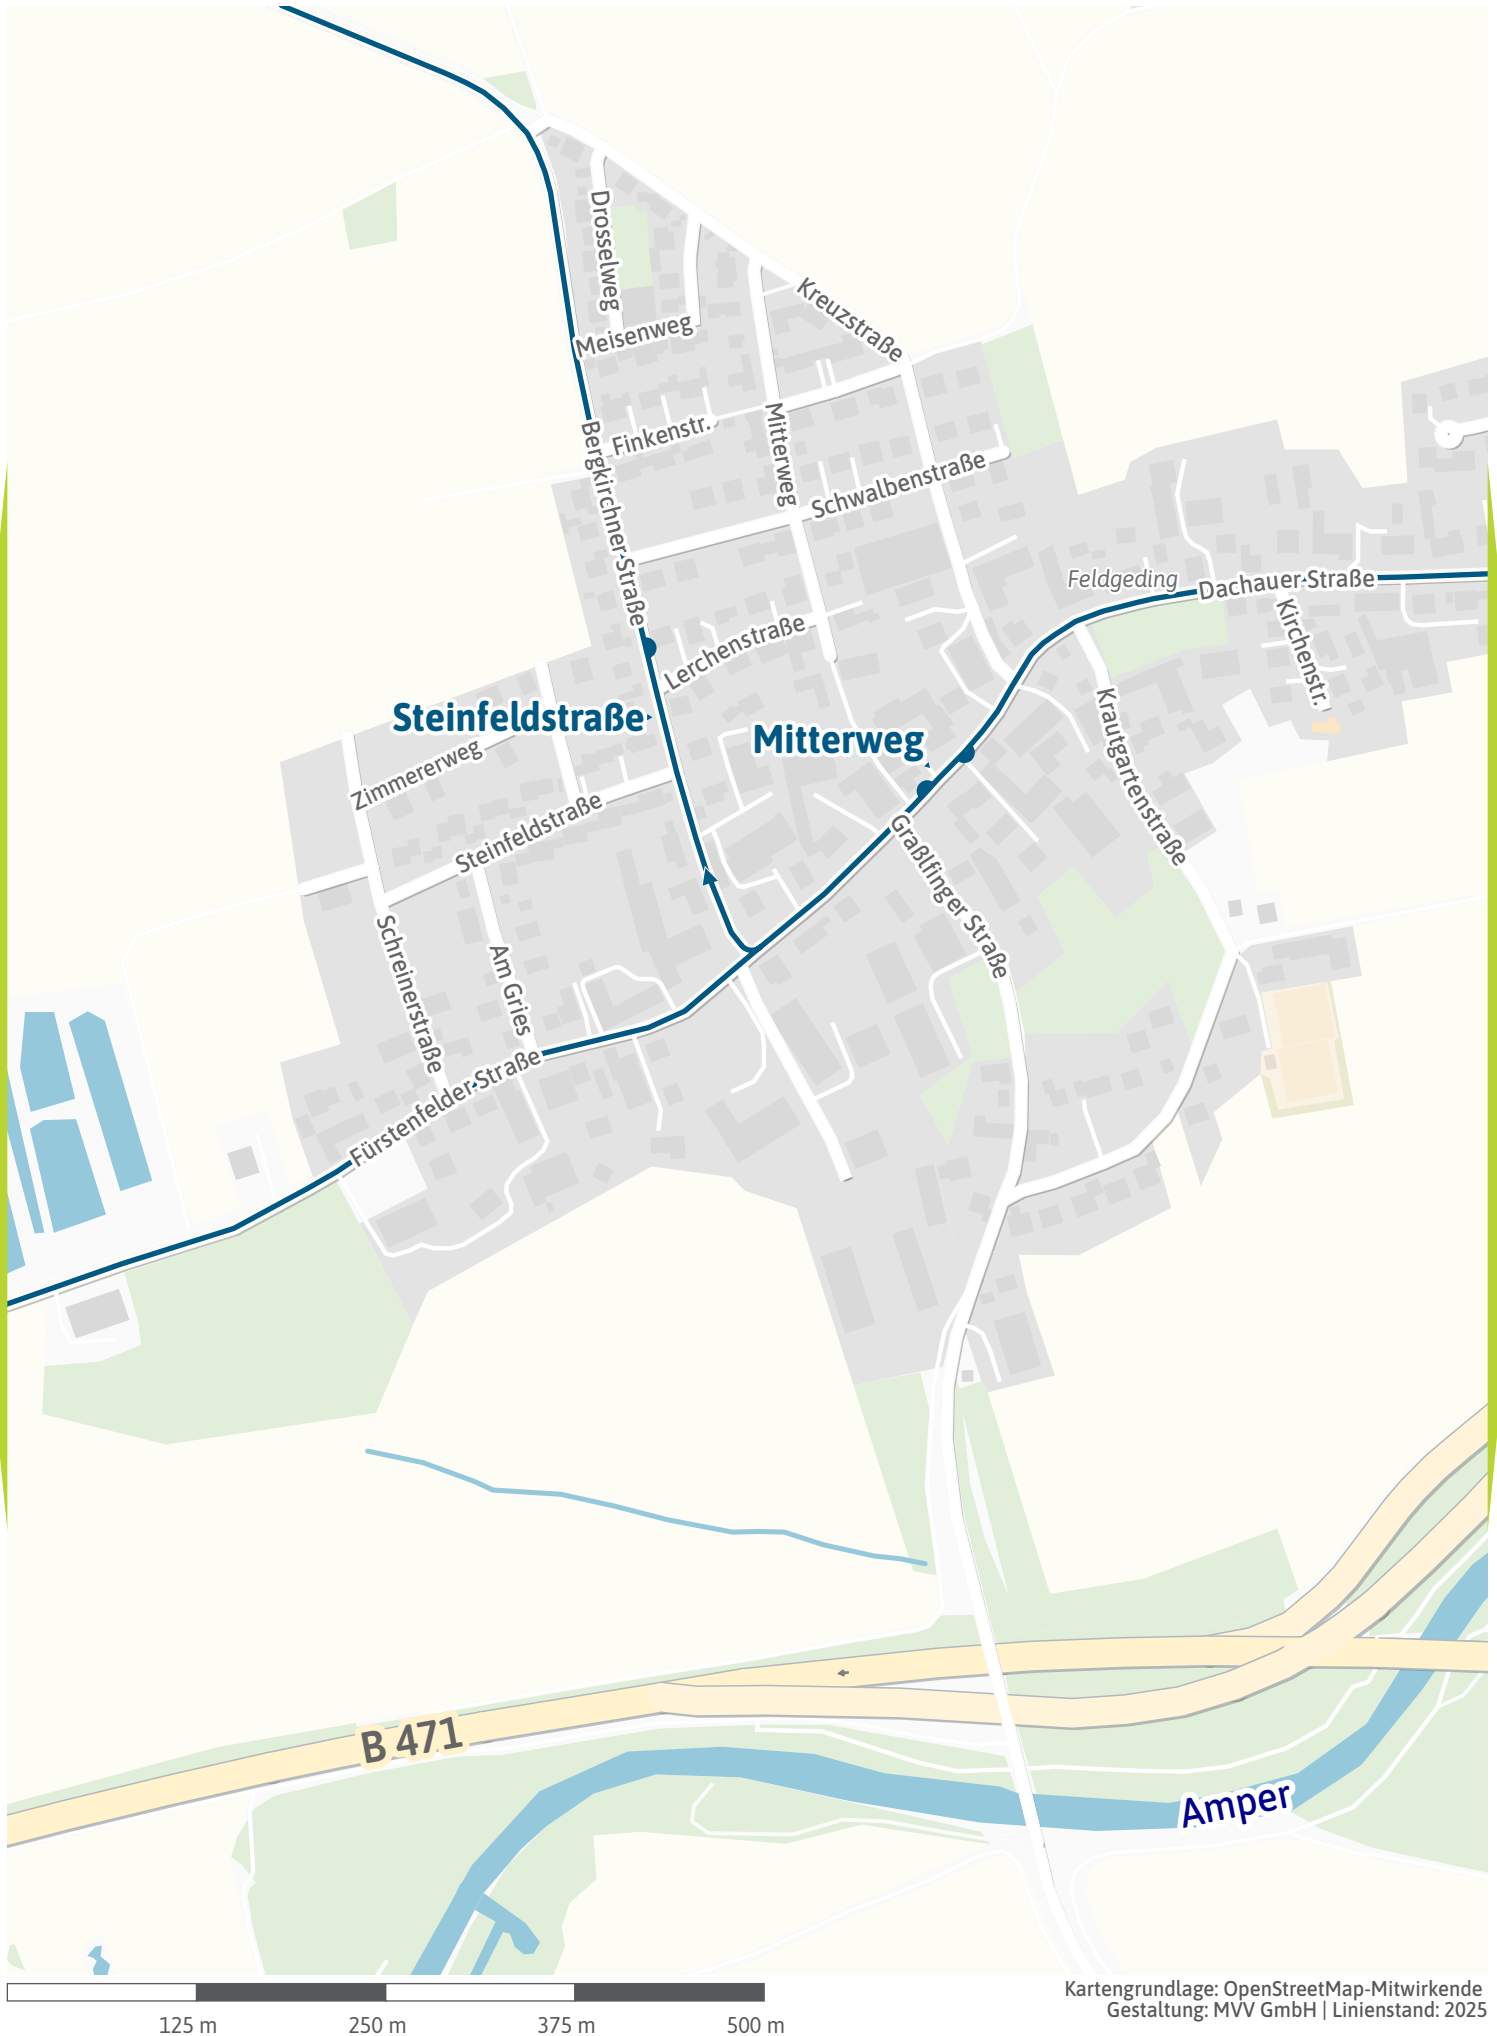 Drosselweg
Kreuzstraße
Meisenweg
Finkenstr.
Mitterweg
Bergkirchner Straße
Schwalbenstraße
Feldgeding
Dachauer Straße
Kirchenstr.
Lerchenstraße
Steinfeldstraße
Mitterweg
Zimmererweg
Krautgartenstraße
Steinfeldstraße
Graßlfinger Straße
Schreinerstraße
Am Gries
Fürstenfelder Straße
B 471
Amper
125 m
250 m
375 m
500 m
Kartengrundlage: OpenStreetMap-Mitwirkende
Gestaltung: MVV GmbH | Linienstand: 2025